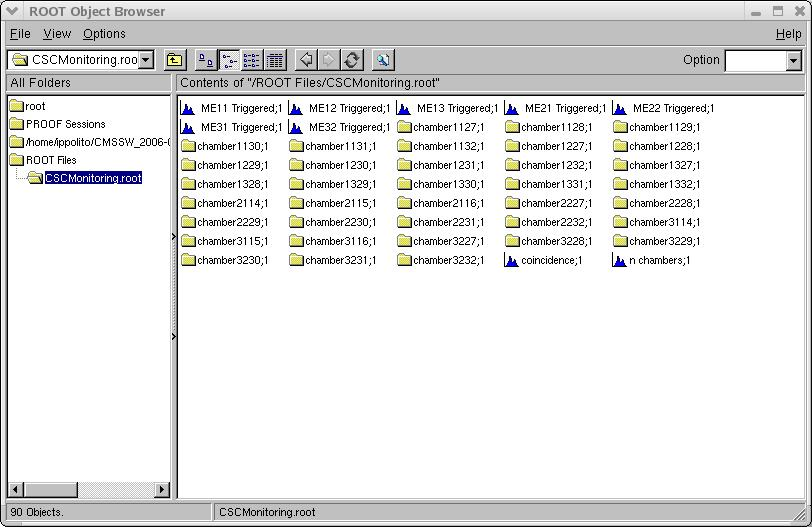 ROOT Object Browser
File View Options Help
CSCMonitoring.roo Option
All Folders
Contents of "/ROOT Files/CSCMonitoring.root"
root
PROOF Sessions
/home/ippolito/CMSSW_2006-0
ROOT Files
CSCMonitoring.root
ME11 Triggered;1 ME12 Triggered;1 ME13 Triggered;1 ME21 Triggered;1 ME22 Triggered;1
ME31 Triggered;1 ME32 Triggered;1 chamber1127;1 chamber1128;1 chamber1129;1
chamber1130;1 chamber1131;1 chamber1132;1 chamber1227;1 chamber1228;1
chamber1229;1 chamber1230;1 chamber1231;1 chamber1232;1 chamber1327;1
chamber1328;1 chamber1329;1 chamber1330;1 chamber1331;1 chamber1332;1
chamber2114;1 chamber2115;1 chamber2116;1 chamber2227;1 chamber2228;1
chamber2229;1 chamber2230;1 chamber2231;1 chamber2232;1 chamber3114;1
chamber3115;1 chamber3116;1 chamber3227;1 chamber3228;1 chamber3229;1
chamber3230;1 chamber3231;1 chamber3232;1 coincidence;1 n chambers;1
90 Objects. CSCMonitoring.root